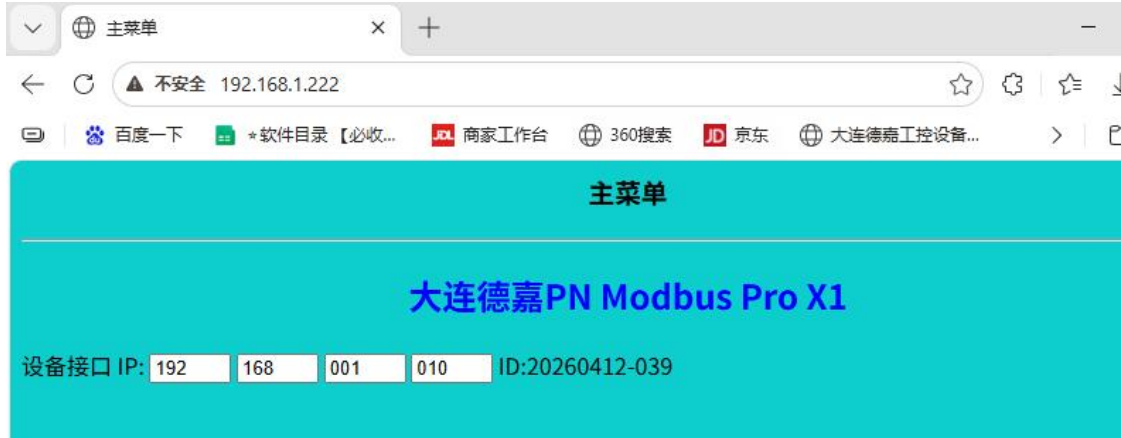 主菜单
不安全 192.168.1.222
百度一下 *软件目录【必收... JDL 商家工作台 360搜索 JD 京东 大连德嘉工控设备...
主菜单
大连德嘉PN Modbus Pro X1
设备接口 IP: 192 168 001 010 ID:20260412-039